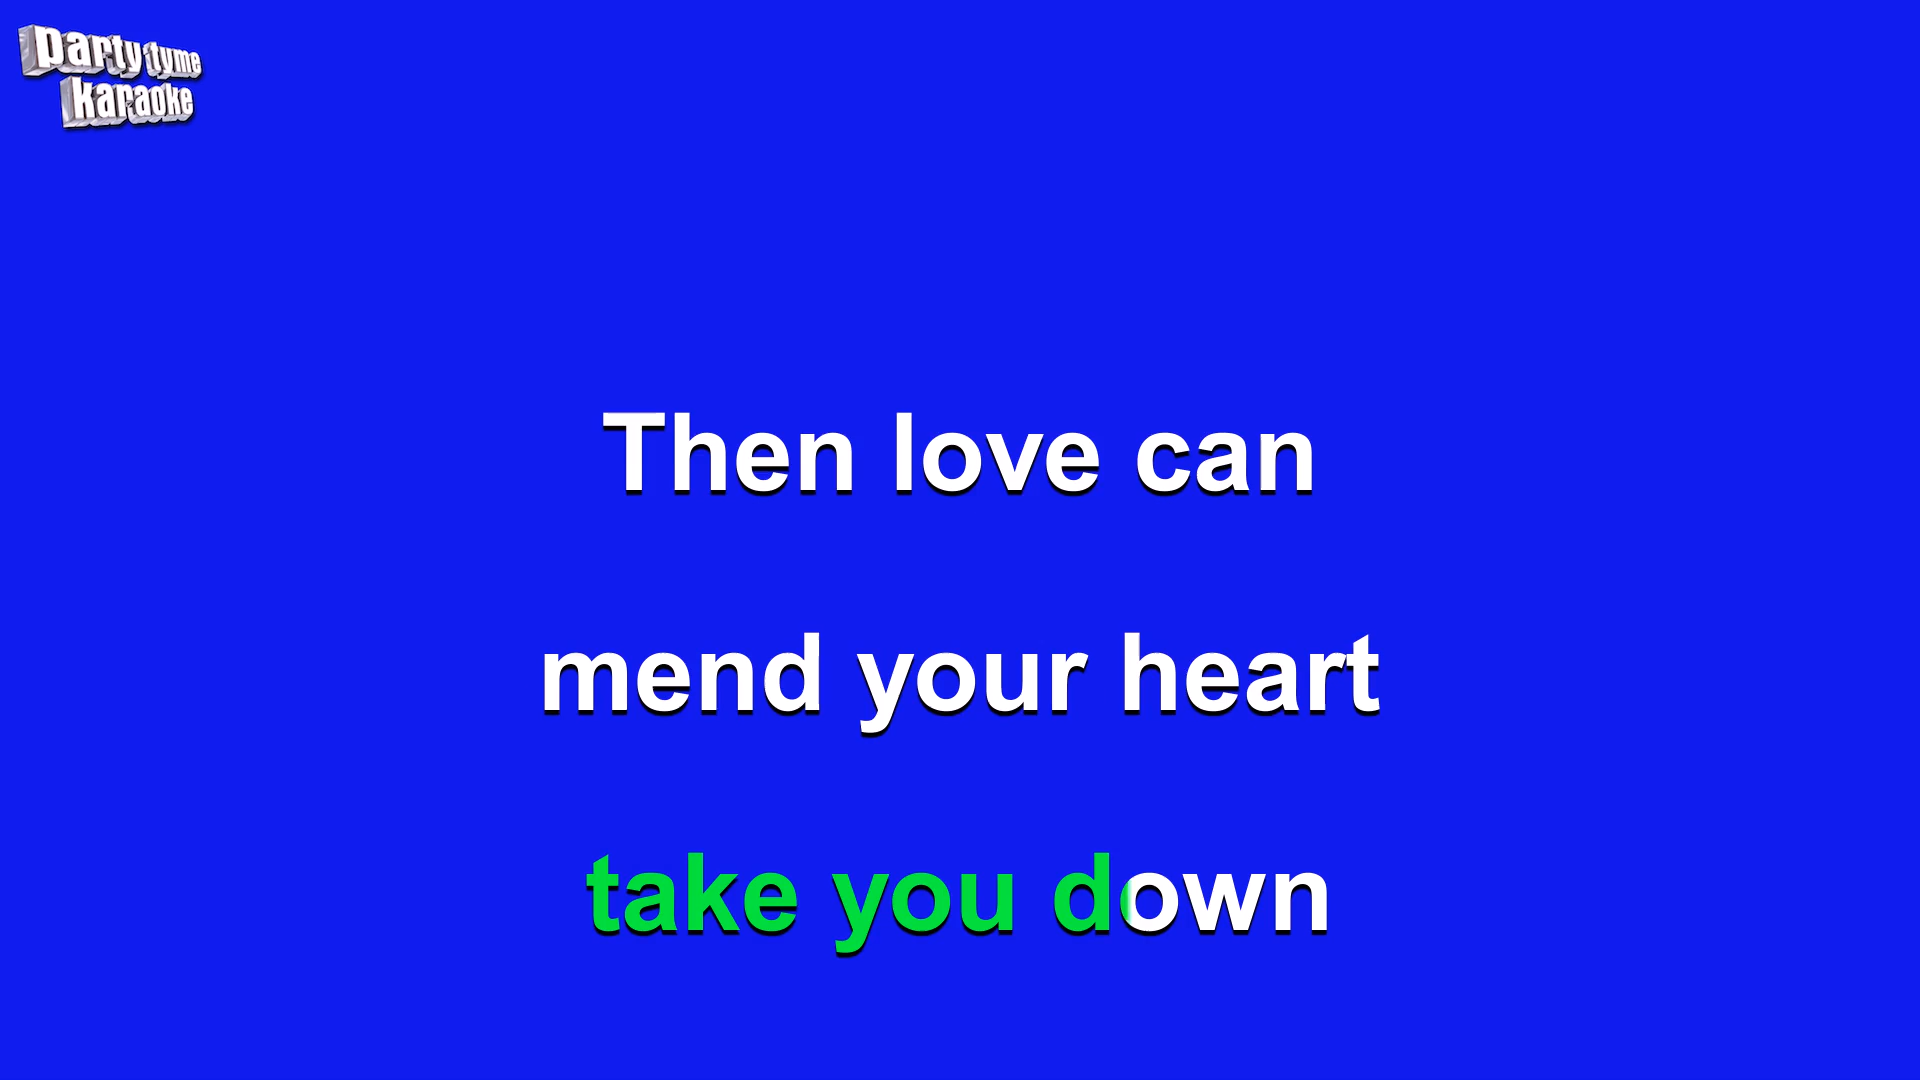 party tyme
karaoke
Then love can
mend your heart
take you down